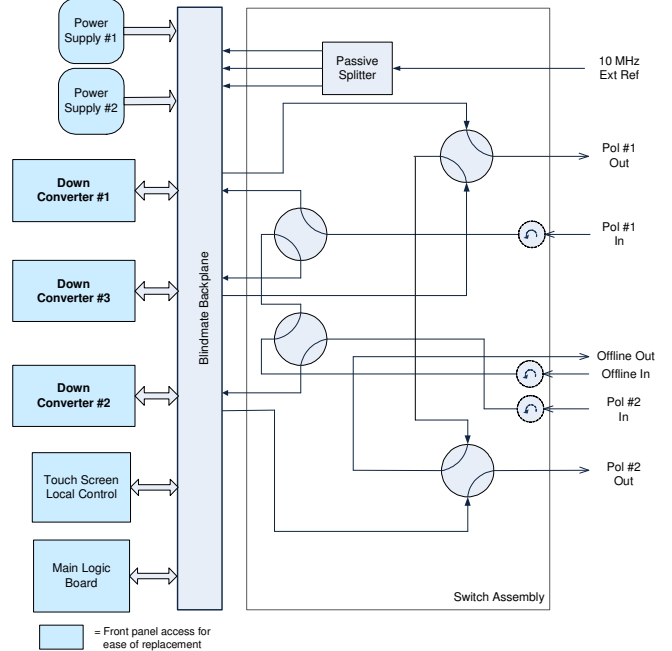 Power
Supply #1
Power
Supply #2
Down
Converter #1
Down
Converter #3
Down
Converter #2
Touch Screen
Local Control
Main Logic
Board
= Front panel access for
ease of replacement
Blindmate Backplane
Passive
Splitter
10 MHz
Ext Ref
Pol #1
Out
Pol #1
In
Offline Out
Offline In
Pol #2
In
Pol #2
Out
Switch Assembly